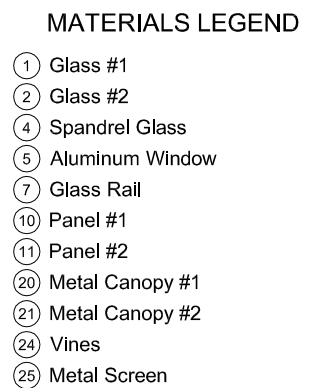 MATERIALS LEGEND
1 Glass #1
2 Glass #2
4 Spandrel Glass
5 Aluminum Window
7 Glass Rail
10 Panel #1
11 Panel #2
20 Metal Canopy #1
21 Metal Canopy #2
24 Vines
25 Metal Screen